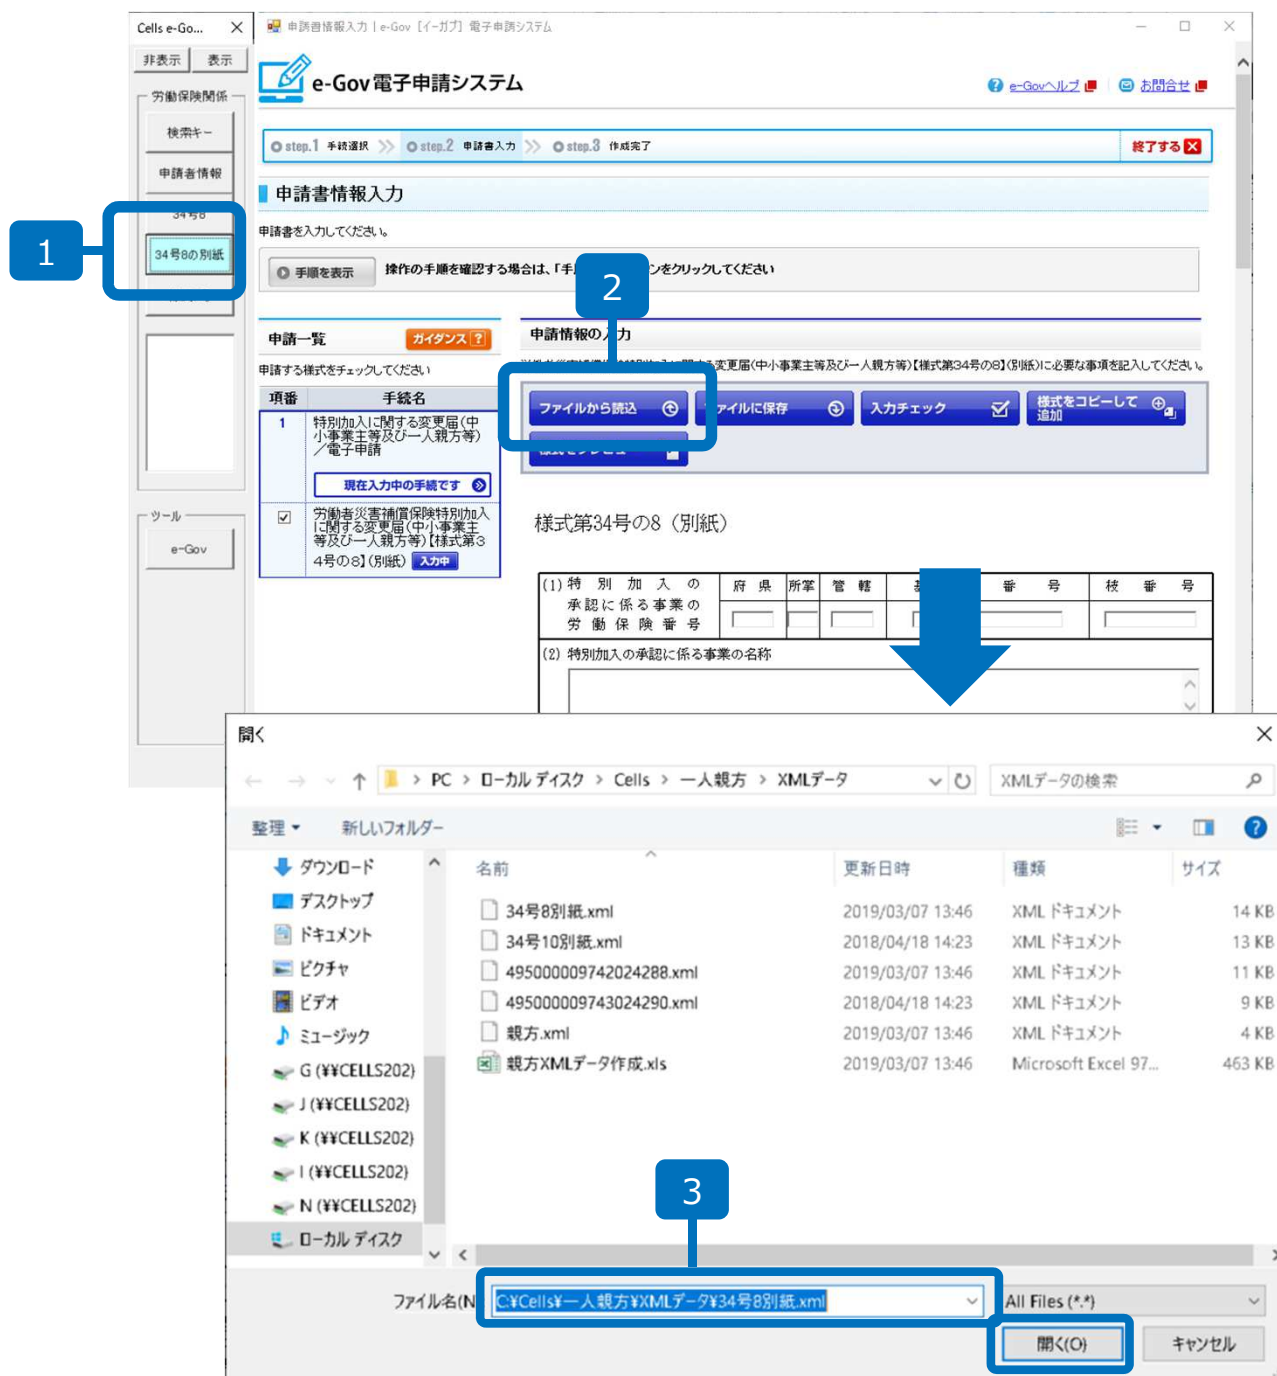 Cells e-Go...
申請書情報入力 | e-Gov [イーガブ] 電子申請システム
非表示
表示
労働保険関係
検索キー
申請者情報
34号8
34号8の別紙
ツール
e-Gov
e-Gov電子申請システム
e-Govヘルプ
お問合せ
step.1 手続選択
step.2 申請書入力
step.3 作成完了
終了する
申請書情報入力
申請書を入力してください。
手順を表示
操作の手順を確認する場合は、「手
ンをクリックしてください
1
2
申請一覧
ガイダンス ?
申請する様式をチェックしてください
項番
手続名
1
特別加入に関する変更届(中
小事業主等及び一人親方等)
/電子申請
現在入力中の手続です
労働者災害補償保険特別加入
に関する変更届(中小事業主
等及び一人親方等)【様式第3
4号の8】(別紙)
入力中
申請情報の入力
変更届(中小事業主等及び一人親方等)【様式第34号の8】(別紙)に必要な事項を記入してください。
ファイルから読込
ァイルに保存
入力チェック
様式をコピーして
追加
様式第34号の8(別紙)
(1) 特別加入の
承認に係る事業の
労働保険番号
府県
所掌
管轄
番号
枝番号
(2) 特別加入の承認に係る事業の名称
開く
PC > ローカル ディスク > Cells > 一人親方 > XMLデータ
XMLデータの検索
整理
新しいフォルダー
ダウンロード
デスクトップ
ドキュメント
ピクチャ
ビデオ
ミュージック
G (¥¥CELLS202)
J (¥¥CELLS202)
K (¥¥CELLS202)
I (¥¥CELLS202)
N (¥¥CELLS202)
ローカル ディスク
名前 更新日時 種類 サイズ
34号8別紙.xml 2019/03/07 13:46 XML ドキュメント 14 KB
34号10別紙.xml 2018/04/18 14:23 XML ドキュメント 13 KB
495000009742024288.xml 2019/03/07 13:46 XML ドキュメント 11 KB
495000009743024290.xml 2018/04/18 14:23 XML ドキュメント 9 KB
親方.xml 2019/03/07 13:46 XML ドキュメント 4 KB
親方XMLデータ作成.xls 2019/03/07 13:46 Microsoft Excel 97... 463 KB
3
ファイル名(N
C:¥Cells¥一人親方¥XMLデータ¥34号8別紙.xml
All Files (*.*)
開く(O)
キャンセル